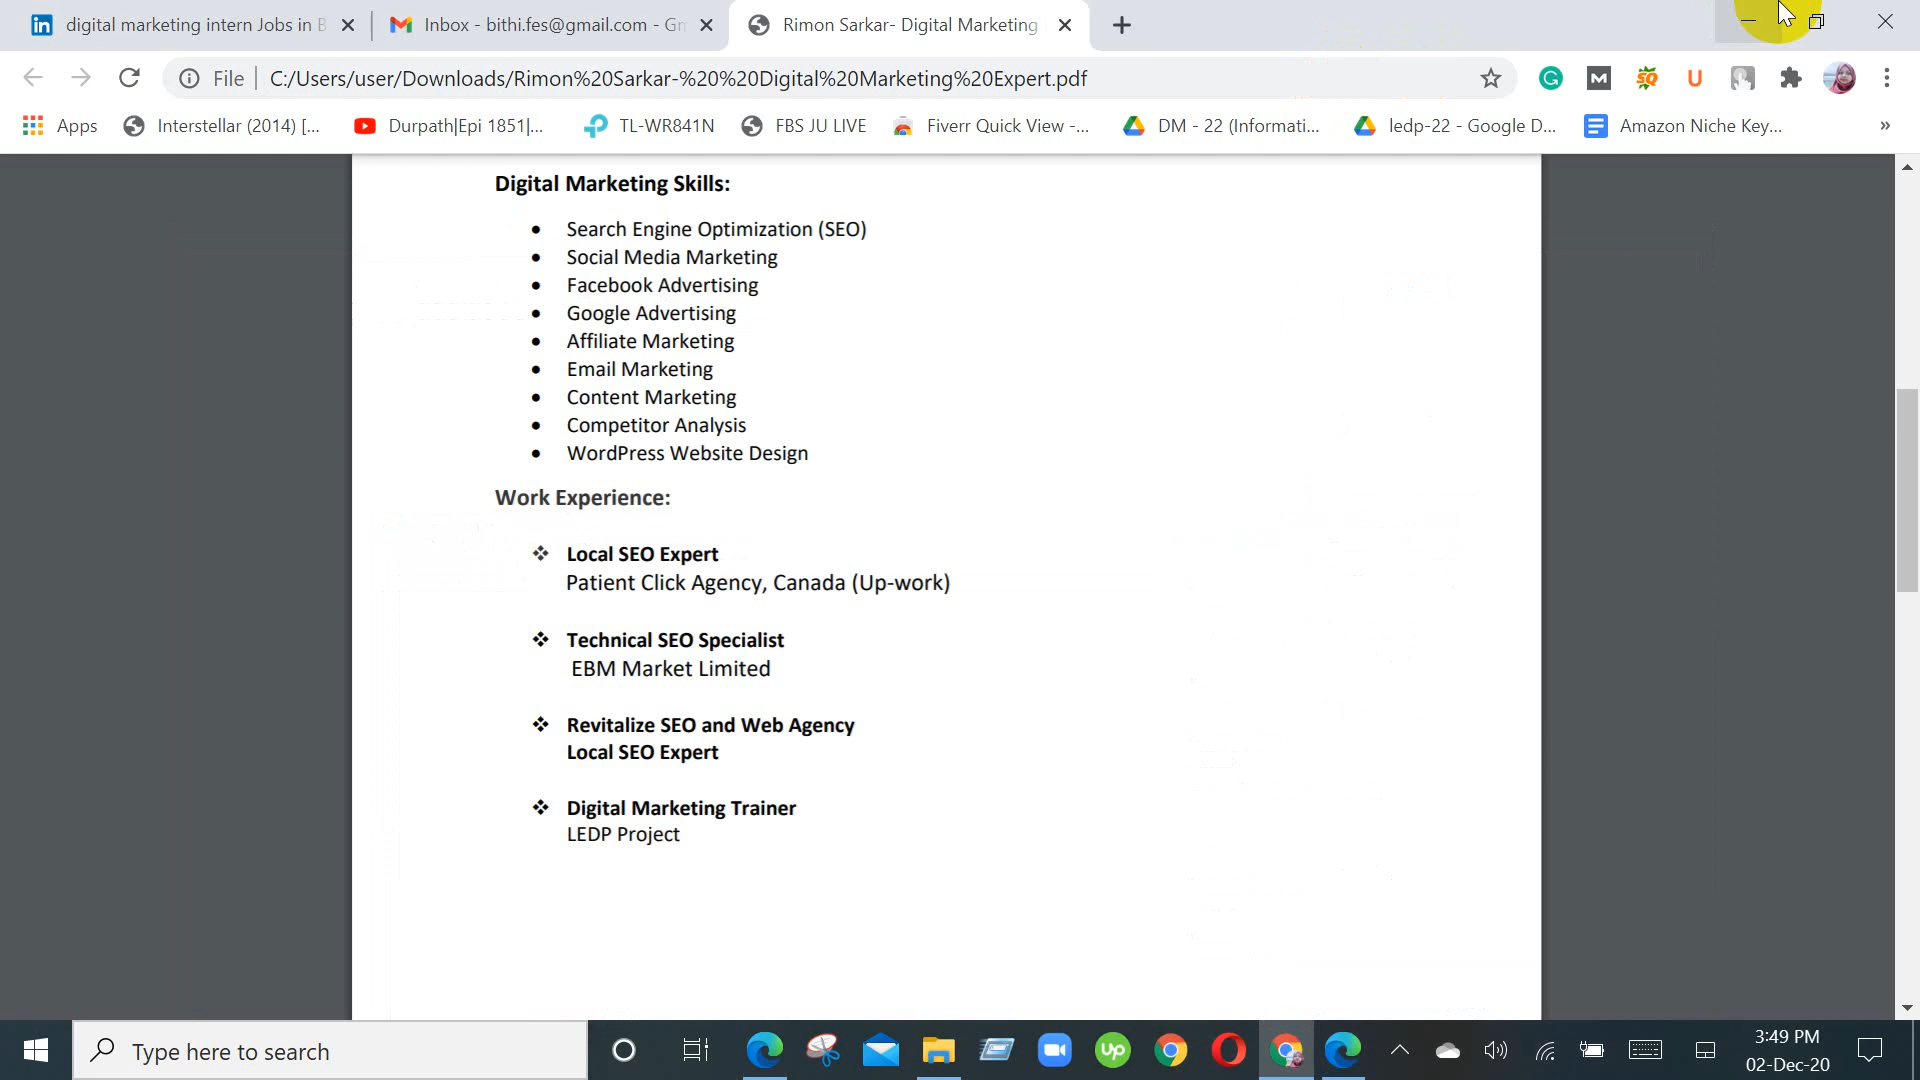 digital marketing intern Jobs in B
Inbox - bithi.fes@gmail.com - Gm
Rimon Sarkar- Digital Marketing
File
C:/Users/user/Downloads/Rimon%20Sarkar-%20%20Digital%20Marketing%20Expert.pdf
Apps
Interstellar (2014) [...
Durpath|Epi 1851|...
TL-WR841N
FBS JU LIVE
Fiverr Quick View -...
DM - 22 (Informati...
ledp-22 - Google D...
Amazon Niche Key...
»
Digital Marketing Skills:
• Search Engine Optimization (SEO)
• Social Media Marketing
• Facebook Advertising
• Google Advertising
• Affiliate Marketing
• Email Marketing
• Content Marketing
• Competitor Analysis
• WordPress Website Design
Work Experience:
❖ Local SEO Expert
Patient Click Agency, Canada (Up-work)
❖ Technical SEO Specialist
EBM Market Limited
❖ Revitalize SEO and Web Agency
Local SEO Expert
❖ Digital Marketing Trainer
LEDP Project
Type here to search
3:49 PM
02-Dec-20